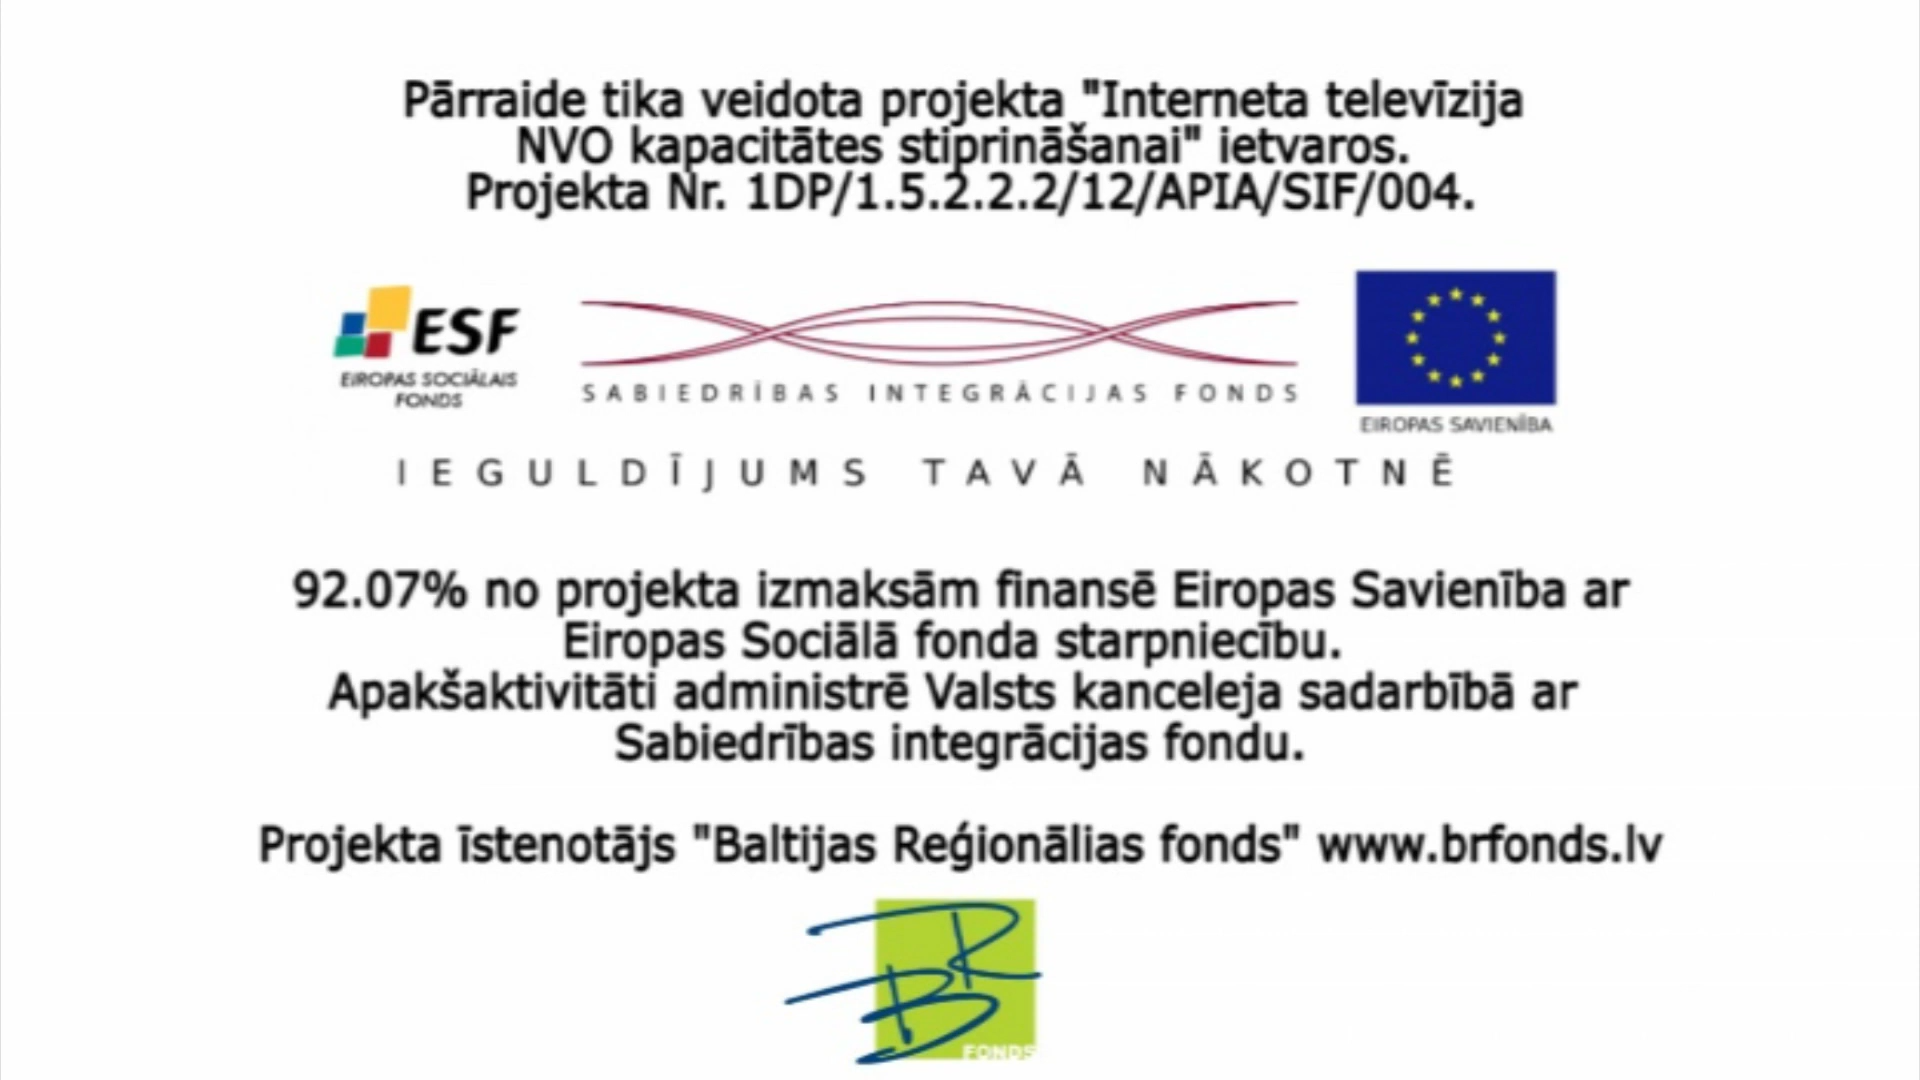 Pārraide tika veidota projekta "Interneta televīzija
NVO kapacitātes stiprināšanai" ietvaros.
Projekta Nr. 1DP/1.5.2.2.2/12/APIA/SIF/004.
ESF
EIROPAS SOCIĀLAIS
FONDS
SABIEDRĪBAS INTEGRĀCIJAS FONDS
EIROPAS SAVIENĪBA
IEGULDĪJUMS TAVĀ NĀKOTNĒ
92.07% no projekta izmaksām finansē Eiropas Savienība ar
Eiropas Sociālā fonda starpniecību.
Apakšaktivitāti administrē Valsts kanceleja sadarbībā ar
Sabiedrības integrācijas fondu.
Projekta īstenotājs "Baltijas Reģionālias fonds" www.brfonds.lv
BR
FONDS